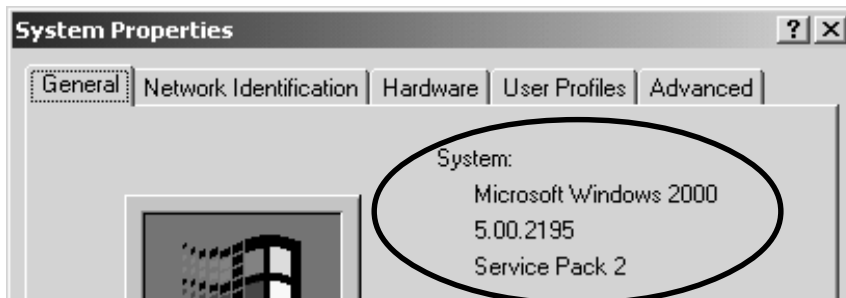 System Properties
General Network Identification Hardware User Profiles Advanced
System:
Microsoft Windows 2000
5.00.2195
Service Pack 2